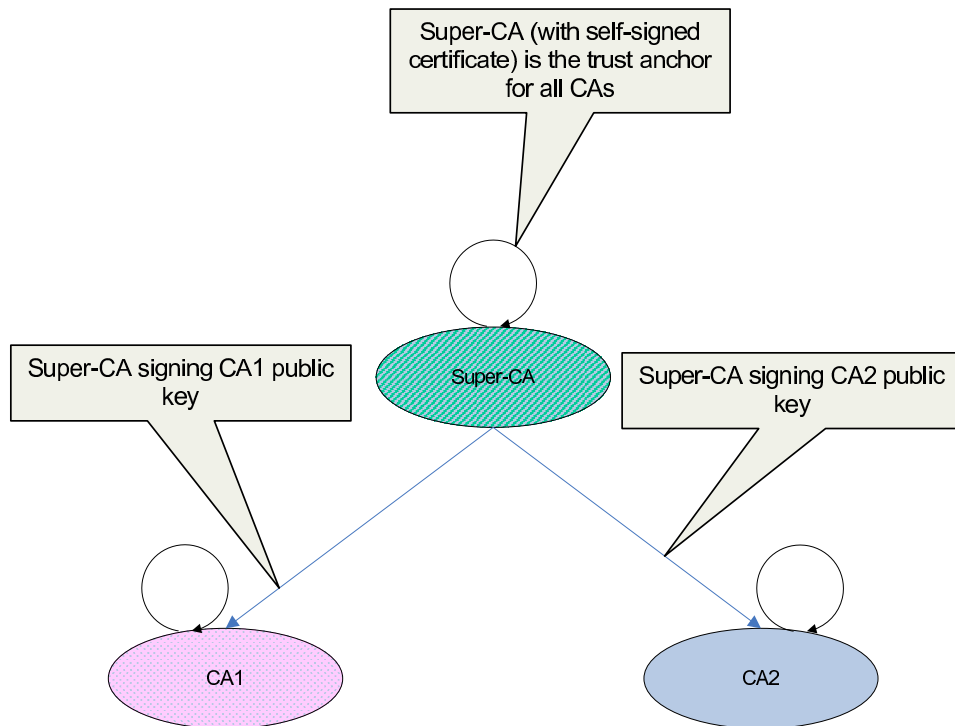 Super-CA (with self-signed
certificate) is the trust anchor
for all CAs
Super-CA signing CA1 public
key
Super-CA
Super-CA signing CA2 public
key
CA1
CA2